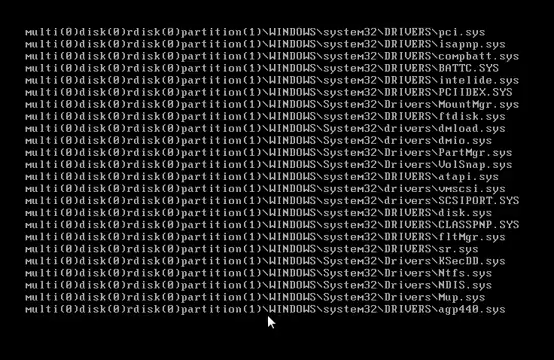 multi(0)disk(0)rdisk(0)partition(1)\WINDOWS\system32\DRIVERS\pci.sys
multi(0)disk(0)rdisk(0)partition(1)\WINDOWS\system32\DRIVERS\isapnp.sys
multi(0)disk(0)rdisk(0)partition(1)\WINDOWS\system32\DRIVERS\compbatt.sys
multi(0)disk(0)rdisk(0)partition(1)\WINDOWS\system32\DRIVERS\BATTC.SYS
multi(0)disk(0)rdisk(0)partition(1)\WINDOWS\system32\DRIVERS\intelide.sys
multi(0)disk(0)rdisk(0)partition(1)\WINDOWS\system32\DRIVERS\PCIIDEX.SYS
multi(0)disk(0)rdisk(0)partition(1)\WINDOWS\System32\Drivers\MountMgr.sys
multi(0)disk(0)rdisk(0)partition(1)\WINDOWS\system32\DRIVERS\ftdisk.sys
multi(0)disk(0)rdisk(0)partition(1)\WINDOWS\System32\drivers\dmload.sys
multi(0)disk(0)rdisk(0)partition(1)\WINDOWS\System32\drivers\dmio.sys
multi(0)disk(0)rdisk(0)partition(1)\WINDOWS\System32\Drivers\PartMgr.sys
multi(0)disk(0)rdisk(0)partition(1)\WINDOWS\System32\Drivers\VolSnap.sys
multi(0)disk(0)rdisk(0)partition(1)\WINDOWS\system32\DRIVERS\atapi.sys
multi(0)disk(0)rdisk(0)partition(1)\WINDOWS\system32\drivers\vmscsi.sys
multi(0)disk(0)rdisk(0)partition(1)\WINDOWS\system32\drivers\SCSIPORT.SYS
multi(0)disk(0)rdisk(0)partition(1)\WINDOWS\system32\DRIVERS\disk.sys
multi(0)disk(0)rdisk(0)partition(1)\WINDOWS\system32\DRIVERS\CLASSPNP.SYS
multi(0)disk(0)rdisk(0)partition(1)\WINDOWS\system32\DRIVERS\fltMgr.sys
multi(0)disk(0)rdisk(0)partition(1)\WINDOWS\system32\DRIVERS\sr.sys
multi(0)disk(0)rdisk(0)partition(1)\WINDOWS\System32\Drivers\KSecDD.sys
multi(0)disk(0)rdisk(0)partition(1)\WINDOWS\System32\Drivers\Ntfs.sys
multi(0)disk(0)rdisk(0)partition(1)\WINDOWS\System32\Drivers\NDIS.sys
multi(0)disk(0)rdisk(0)partition(1)\WINDOWS\System32\Drivers\Mup.sys
multi(0)disk(0)rdisk(0)partition(1)\WINDOWS\system32\DRIVERS\agp440.sys